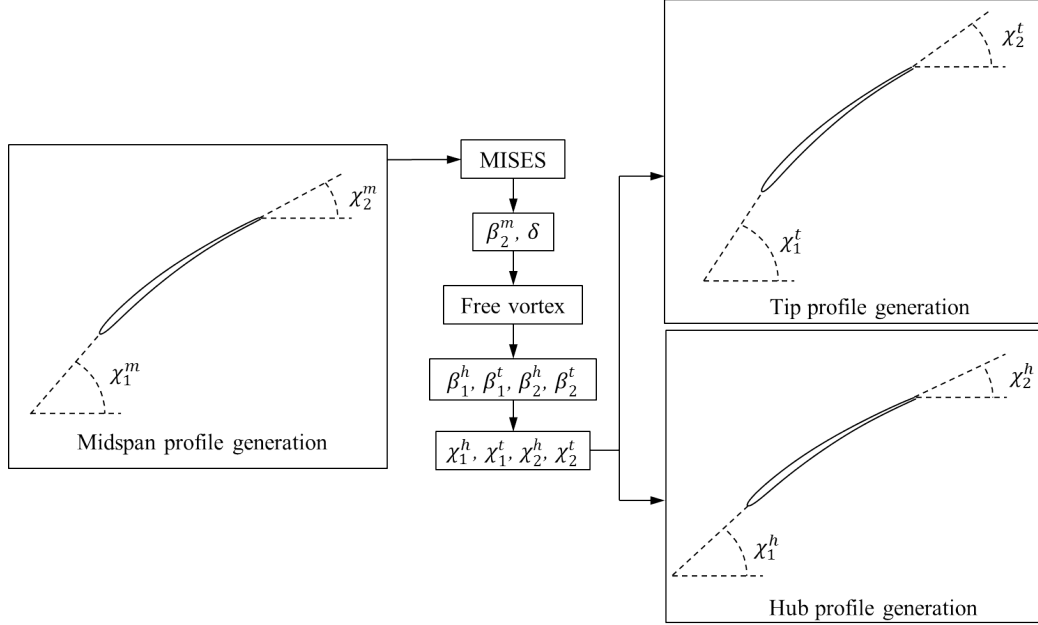 χ₂ᵐ
χ₁ᵐ
Midspan profile generation
MISES
β₂ᵐ, δ
Free vortex
β₁ʰ, β₁ᵗ, β₂ʰ, β₂ᵗ
χ₁ʰ, χ₁ᵗ, χ₂ʰ, χ₂ᵗ
χ₂ᵗ
χ₁ᵗ
Tip profile generation
χ₂ʰ
χ₁ʰ
Hub profile generation